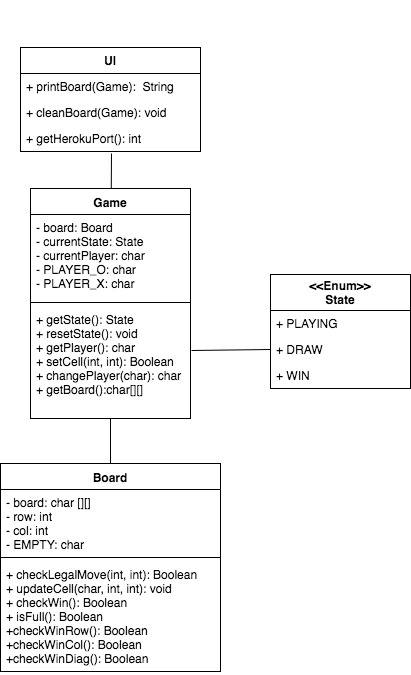 UI
+ printBoard(Game):  String
+ cleanBoard(Game): void
+ getHerokuPort(): int
Game
- board: Board
- currentState: State
- currentPlayer: char
- PLAYER_O: char
- PLAYER_X: char
+ getState(): State
+ resetState(): void
+ getPlayer(): char
+ setCell(int, int): Boolean
+ changePlayer(char): char
+ getBoard():char[][]
<<Enum>>
State
+ PLAYING
+ DRAW
+ WIN
Board
- board: char [][]
- row: int
- col: int
- EMPTY: char
+ checkLegalMove(int, int): Boolean
+ updateCell(char, int, int): void
+ checkWin(): Boolean
+ isFull(): Boolean
+checkWinRow(): Boolean
+checkWinCol(): Boolean
+checkWinDiag(): Boolean